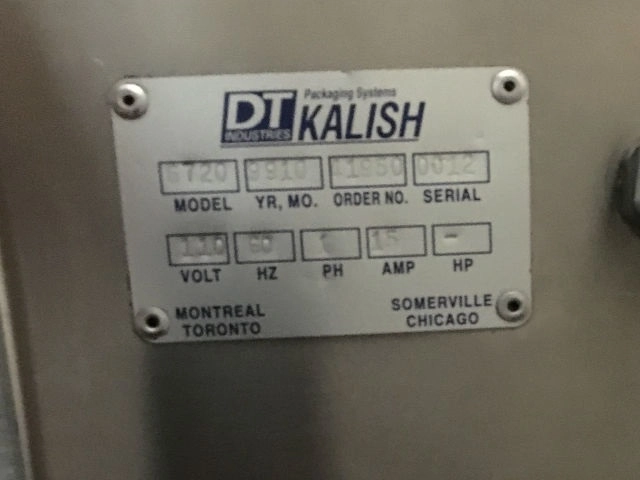 DT INDUSTRIES Packaging Systems
KALISH
6720 9910 0012
MODEL YR, MO. ORDER NO. SERIAL
110 60 1 15 -
VOLT HZ PH AMP HP
MONTREAL SOMERVILLE
TORONTO CHICAGO